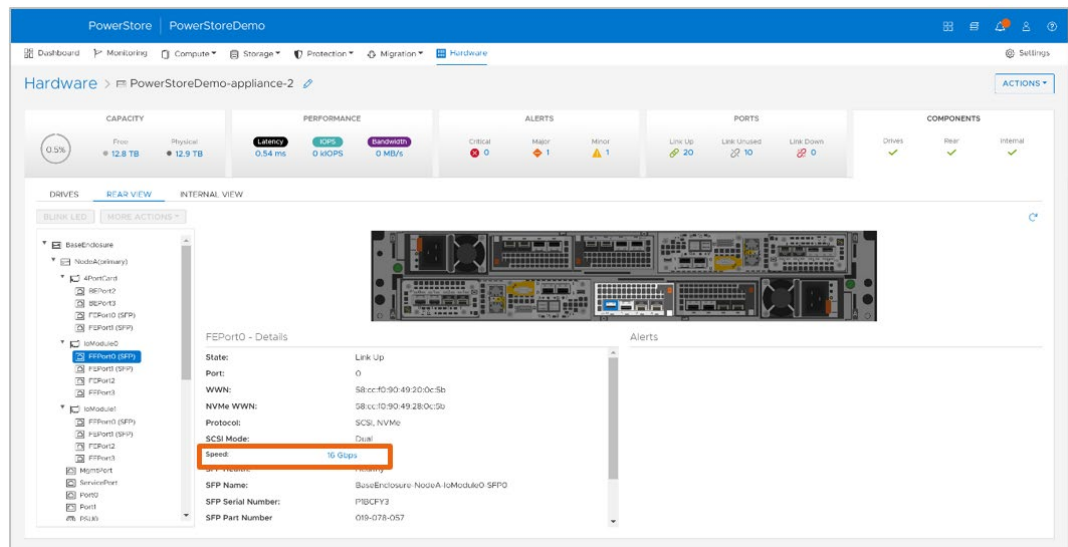 PowerStore | PowerStoreDemo
Dashboard Monitoring Compute Storage Protection Migration Hardware Settings
Hardware > PowerStoreDemo-appliance-2
ACTIONS
CAPACITY PERFORMANCE ALERTS PORTS COMPONENTS
Free Physical Latency IOPS Bandwidth Critical Major Minor Link Up Link Unused Link Down Drives Rear Internal
0.5% 12.8 TB 12.9 TB 0.54 ms 0 kIOPS 0 MB/s 0 1 1 20 10 0
DRIVES REAR VIEW INTERNAL VIEW
BLINK LED MORE ACTIONS
BaseEnclosure
NodeA(primary)
4PortCard
BEPort2
BEPort3
FEPort0 (SFP)
FEPort1 (SFP)
IoModule0
FEPort0 (SFP)
FEPort1 (SFP)
FEPort2
FEPort3
IoModule1
FEPort0 (SFP)
FEPort1 (SFP)
FEPort2
FEPort3
MgmtPort
ServicePort
Port0
Port1
PSU0
FEPort0 - Details
State: Link Up
Port: 0
WWN: 58:cc:f0:90:49:20:0c:5b
NVMe WWN: 58:cc:f0:90:49:28:0c:5b
Protocol: SCSI, NVMe
SCSI Mode: Dual
Speed: 16 Gbps
SFP Health: Healthy
SFP Name: BaseEnclosure-NodeA-IoModule0-SFP0
SFP Serial Number: P1BCFY3
SFP Part Number 019-078-057
Alerts